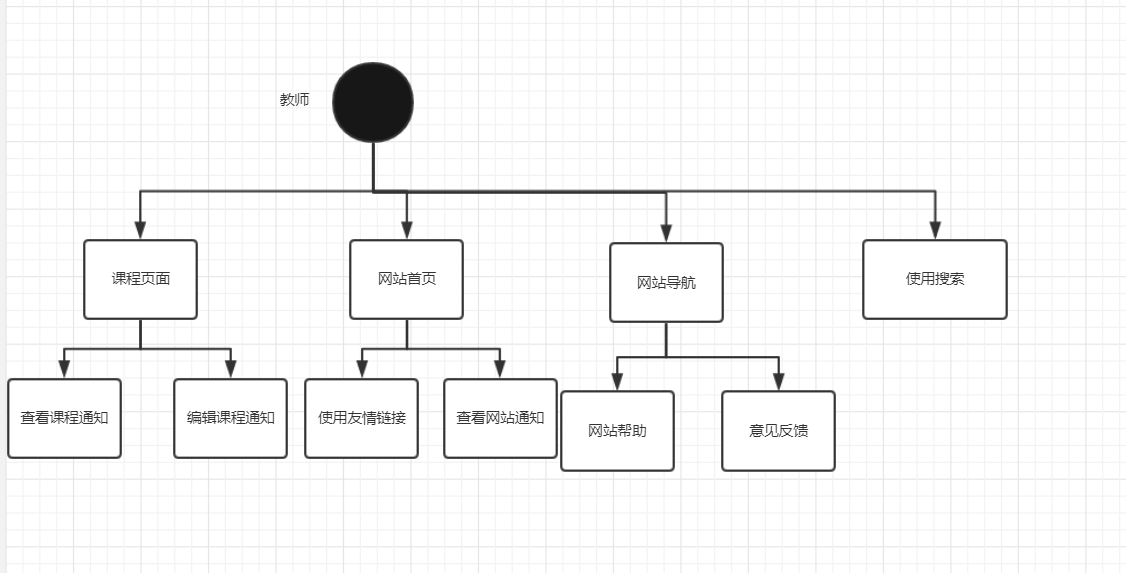 教师
课程页面
网站首页
网站导航
使用搜索
查看课程通知
编辑课程通知
使用友情链接
查看网站通知
网站帮助
意见反馈